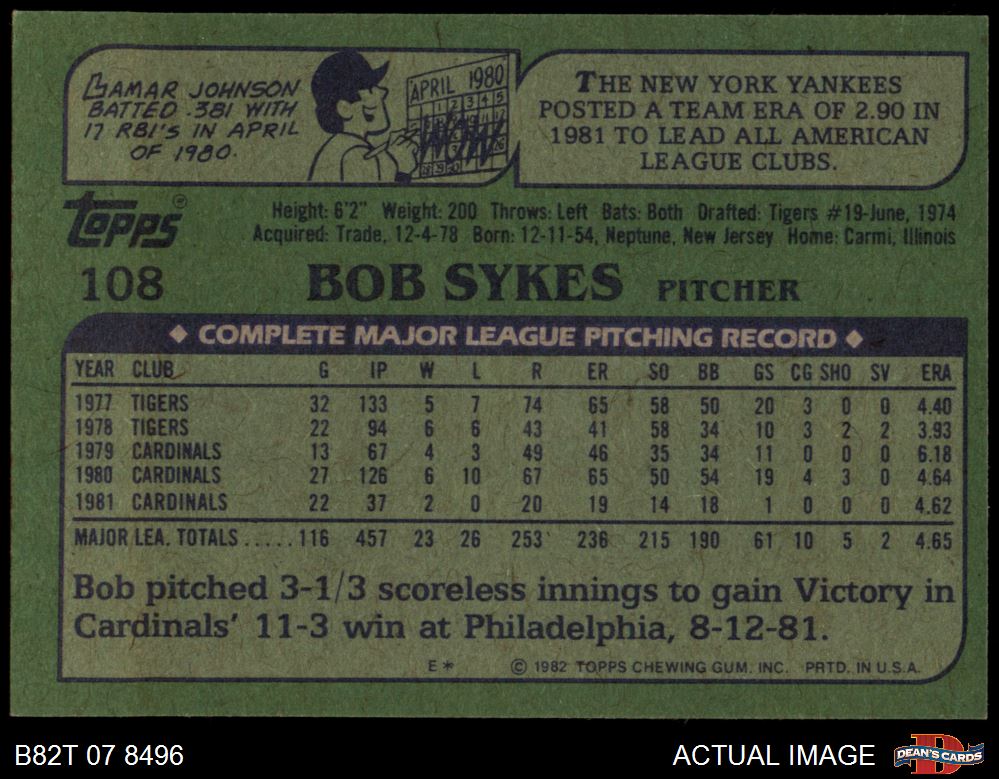 LAMAR JOHNSON
BATTED .381 WITH
17 RBI'S IN APRIL
OF 1980.
APRIL 1980
WOW
THE NEW YORK YANKEES
POSTED A TEAM ERA OF 2.90 IN
1981 TO LEAD ALL AMERICAN
LEAGUE CLUBS.
TOPPS ®
Height: 6'2" Weight: 200 Throws: Left Bats: Both Drafted: Tigers #19-June, 1974
Acquired: Trade, 12-4-78 Born: 12-11-54, Neptune, New Jersey Home: Carmi, Illinois
108 BOB SYKES PITCHER
◆ COMPLETE MAJOR LEAGUE PITCHING RECORD ◆
YEAR CLUB G IP W L R ER SO BB GS CG SHO SV ERA
1977 TIGERS 32 133 5 7 74 65 58 50 20 3 0 0 4.40
1978 TIGERS 22 94 6 6 43 41 58 34 10 3 2 2 3.93
1979 CARDINALS 13 67 4 3 49 46 35 34 11 0 0 0 6.18
1980 CARDINALS 27 126 6 10 67 65 50 54 19 4 3 0 4.64
1981 CARDINALS 22 37 2 0 20 19 14 18 1 0 0 0 4.62
MAJOR LEA. TOTALS ..... 116 457 23 26 253 236 215 190 61 10 5 2 4.65
Bob pitched 3-1/3 scoreless innings to gain Victory in
Cardinals' 11-3 win at Philadelphia, 8-12-81.
E* © 1982 TOPPS CHEWING GUM, INC. PRTD. IN U.S.A.
B82T 07 8496 ACTUAL IMAGE DEAN'S CARDS